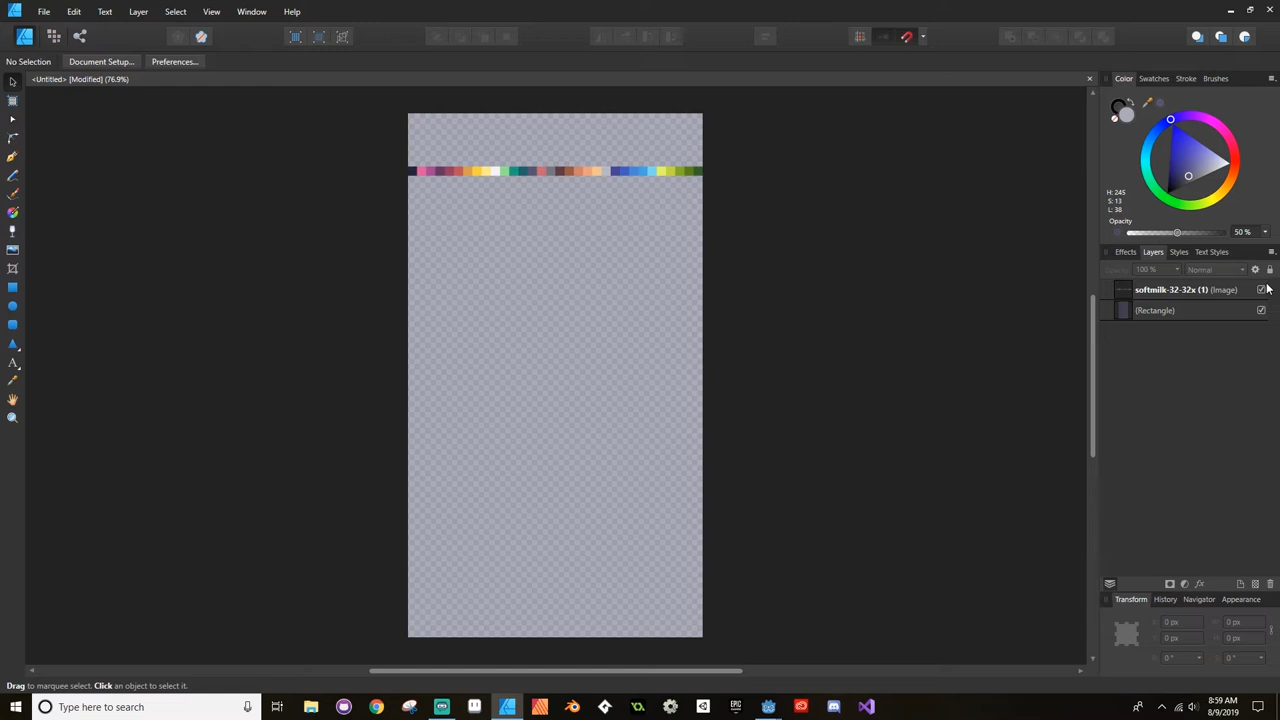 File Edit Text Layer Select View Window Help
No Selection Document Setup... Preferences...
<Untitled> [Modified] (76.9%)
Color Swatches Stroke Brushes
H: 245
S: 13
L: 38
Opacity 50 %
Effects Layers Styles Text Styles
Opacity: 100 % Normal
softmilk-32-32x (1) (Image)
(Rectangle)
Transform History Navigator Appearance
X: 0 px W: 0 px
Y: 0 px H: 0 px
R: 0 ° S: 0 °
Drag to marquee select. Click an object to select it.
Type here to search
8:59 AM
8/9/2019